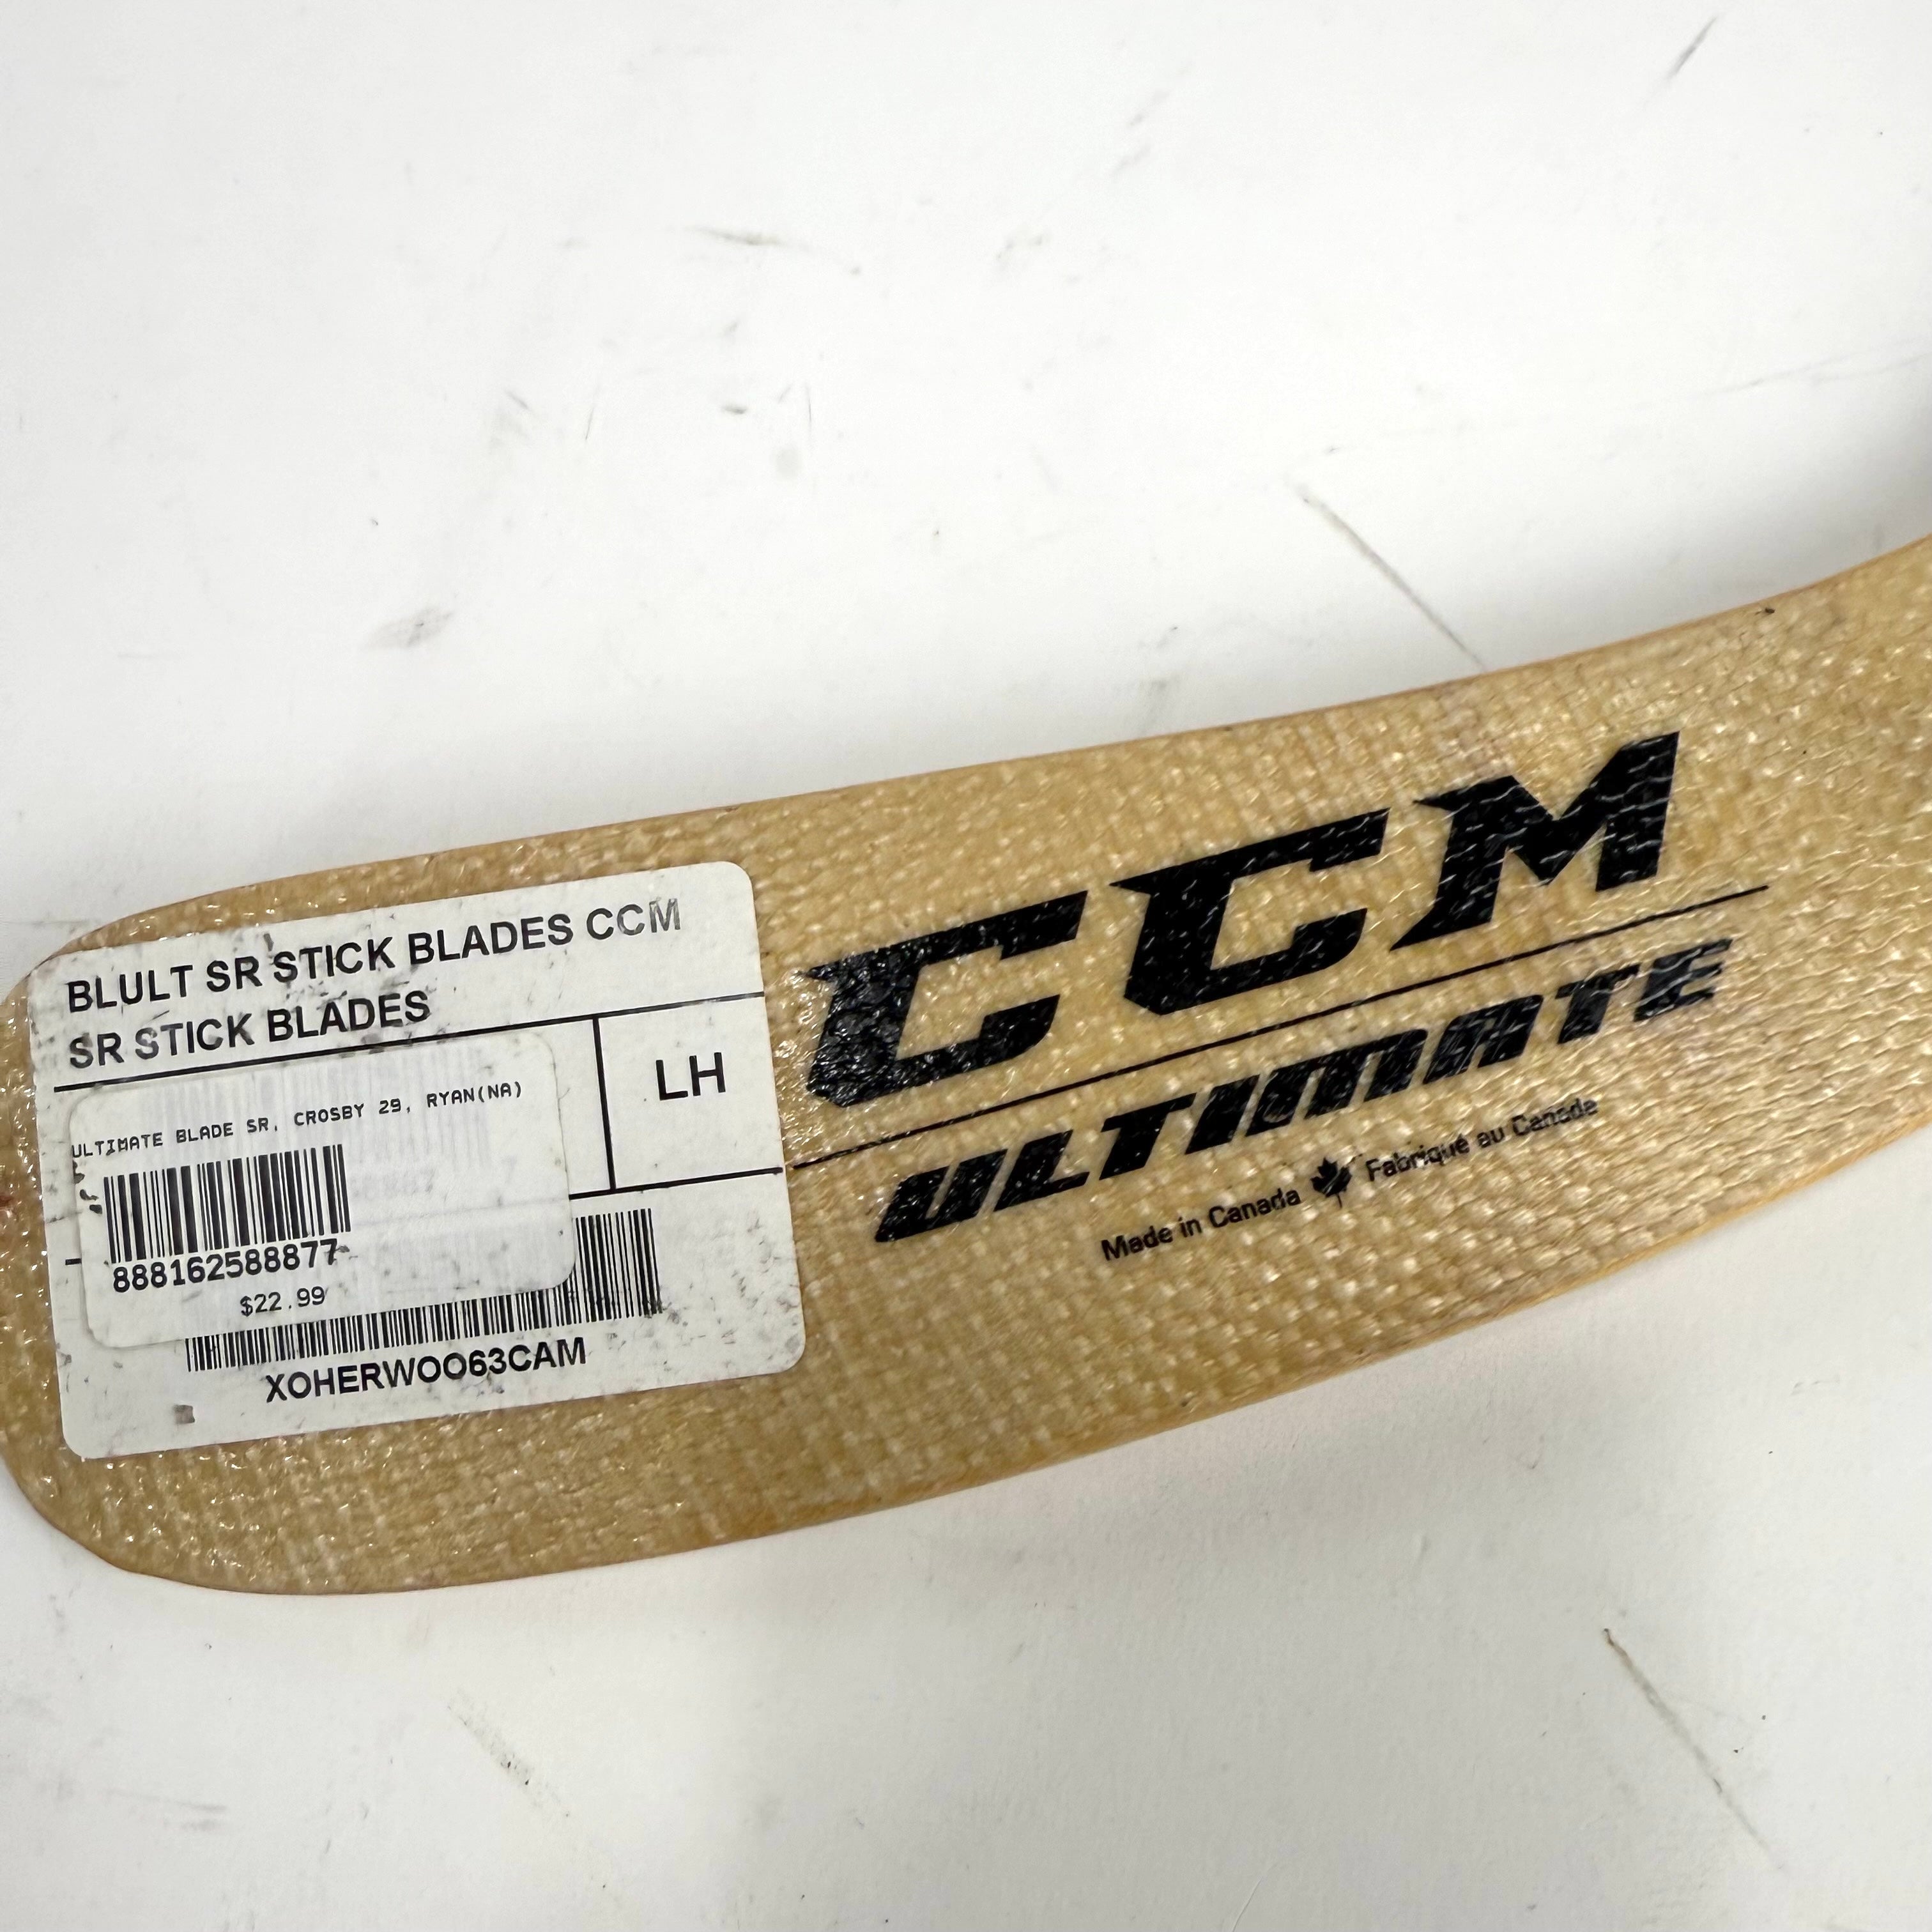 BLULT SR STICK BLADES CCM
SR STICK BLADES
LH
ULTIMATE BLADE SR, CROSBY 29, RYAN(NA)
888162588877
$22.99
XOHERWOO63CAM
CCM
ULTIMATE
Made in Canada Fabriqué au Canada